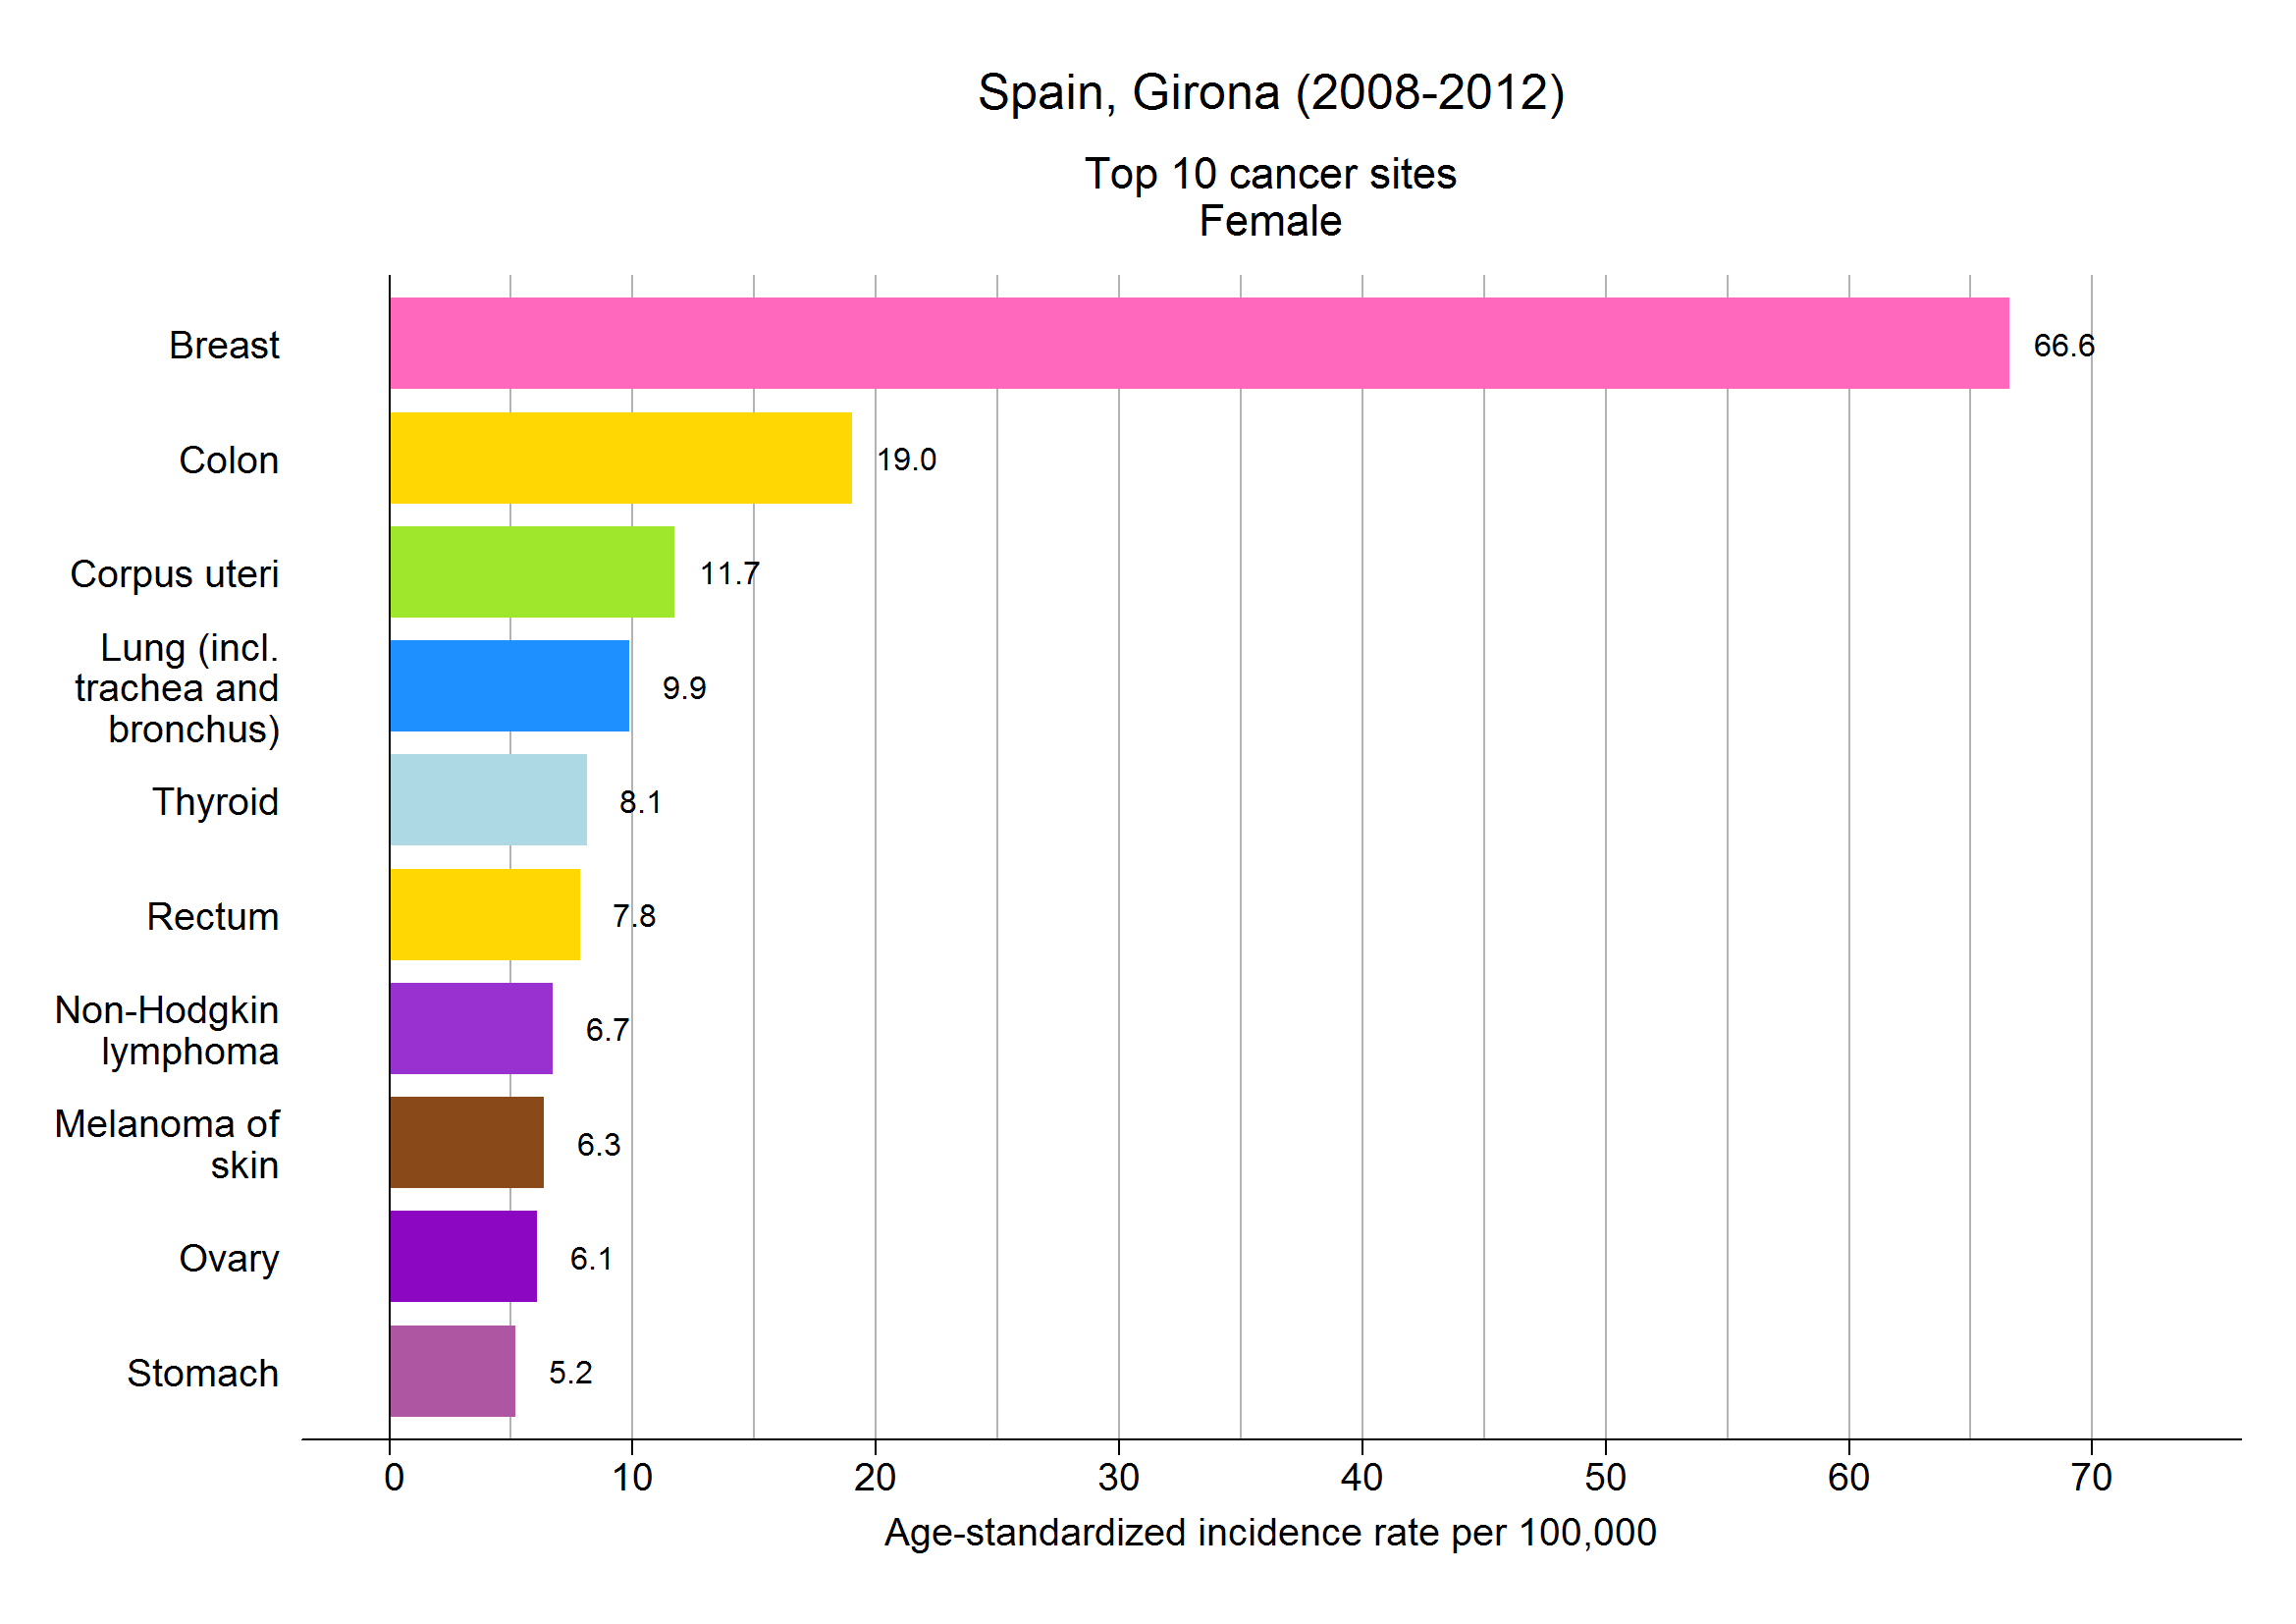 Spain, Girona (2008-2012)
Top 10 cancer sites
Female
Breast
66.6
Colon
19.0
Corpus uteri
11.7
Lung (incl.
trachea and
bronchus)
9.9
Thyroid
8.1
Rectum
7.8
Non-Hodgkin
lymphoma
6.7
Melanoma of
skin
6.3
Ovary
6.1
Stomach
5.2
0 10 20 30 40 50 60 70
Age-standardized incidence rate per 100,000